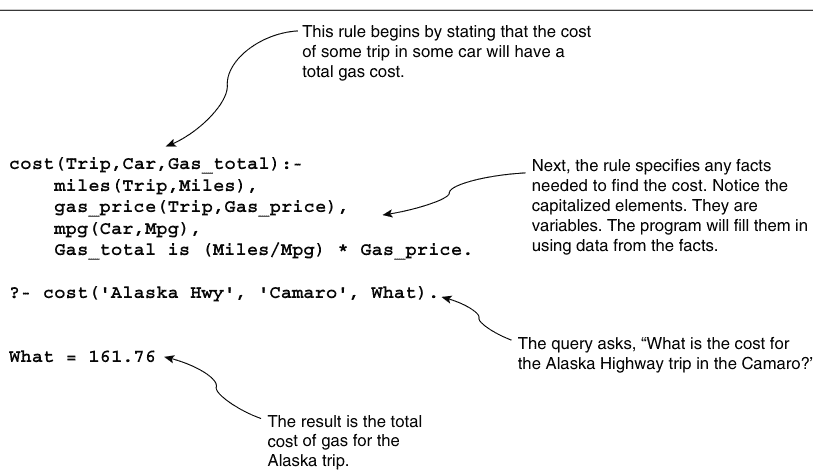 This rule begins by stating that the cost
of some trip in some car will have a
total gas cost.
cost(Trip,Car,Gas_total):-
miles(Trip,Miles),
gas_price(Trip,Gas_price),
mpg(Car,Mpg),
Gas_total is (Miles/Mpg) * Gas_price.
Next, the rule specifies any facts
needed to find the cost. Notice the
capitalized elements. They are
variables. The program will fill them in
using data from the facts.
?- cost('Alaska Hwy', 'Camaro', What).
The query asks, “What is the cost for
the Alaska Highway trip in the Camaro?”
What = 161.76
The result is the total
cost of gas for the
Alaska trip.